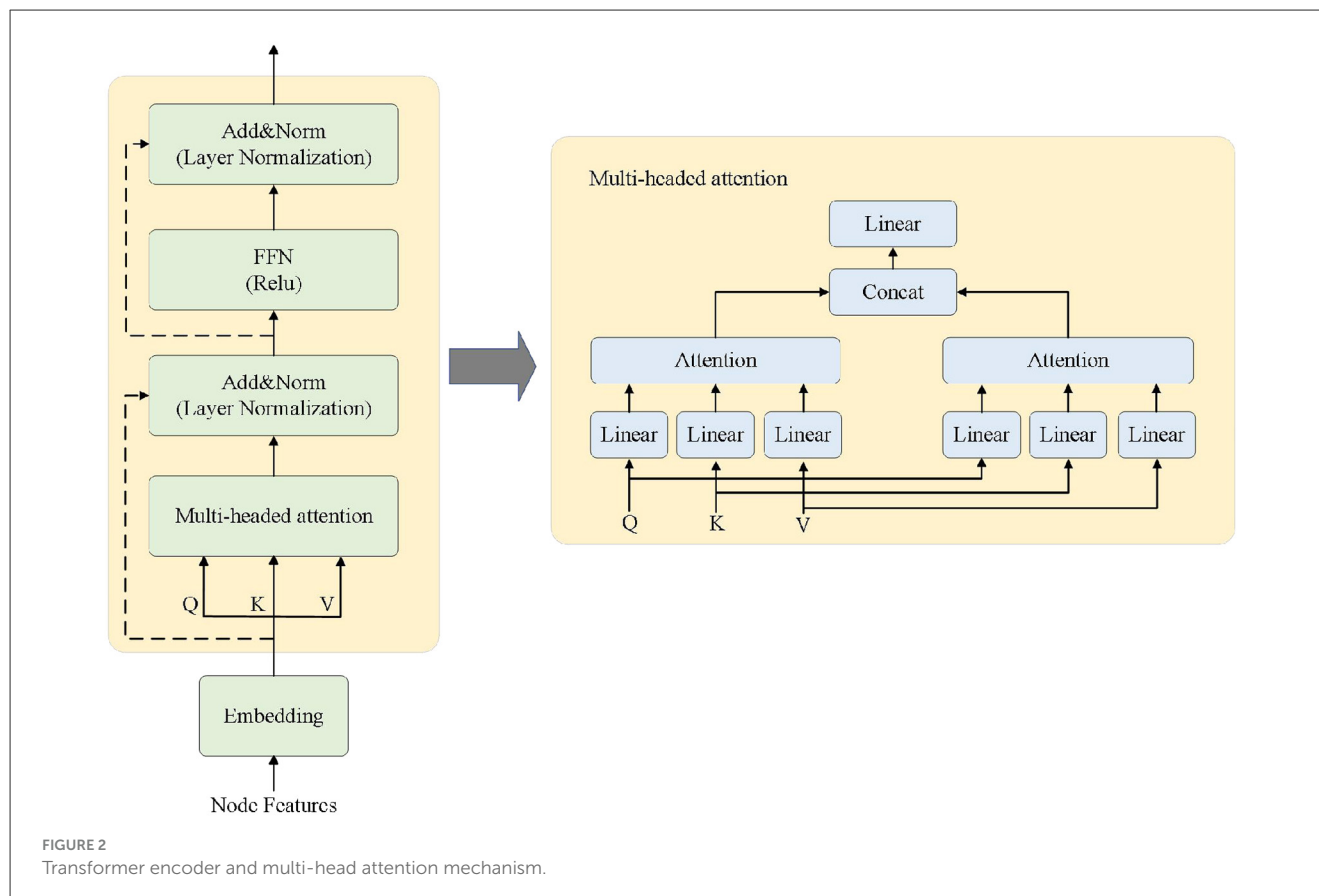 Add&Norm
(Layer Normalization)
FFN
(Relu)
Add&Norm
(Layer Normalization)
Multi-headed attention
Q K V
Embedding
Node Features
Multi-headed attention
Linear
Concat
Attention Attention
Linear Linear Linear Linear Linear Linear
Q K V
FIGURE 2
Transformer encoder and multi-head attention mechanism.